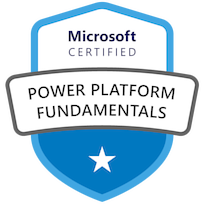 Microsoft
CERTIFIED
POWER PLATFORM
FUNDAMENTALS